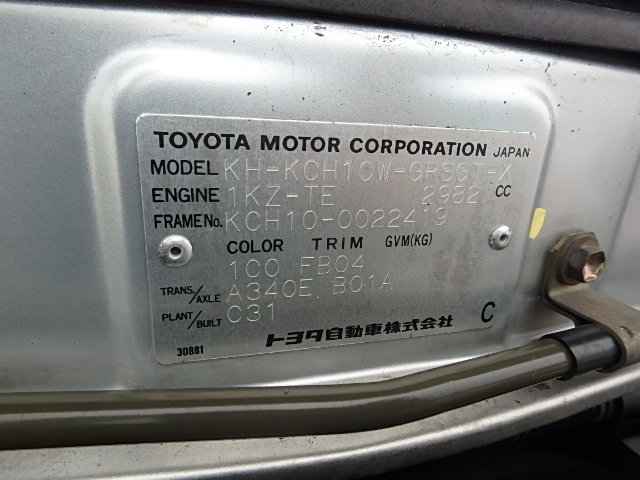 TOYOTA MOTOR CORPORATION JAPAN
MODEL KH-KCH10W-GRSGT-X
ENGINE 1KZ-TE 2982 CC
FRAME No. KCH10-0022419
COLOR TRIM GVM(KG)
1C0 FB04
TRANS/AXLE A340E B01A
PLANT/BUILT C31
トヨタ自動車株式会社 C
30881